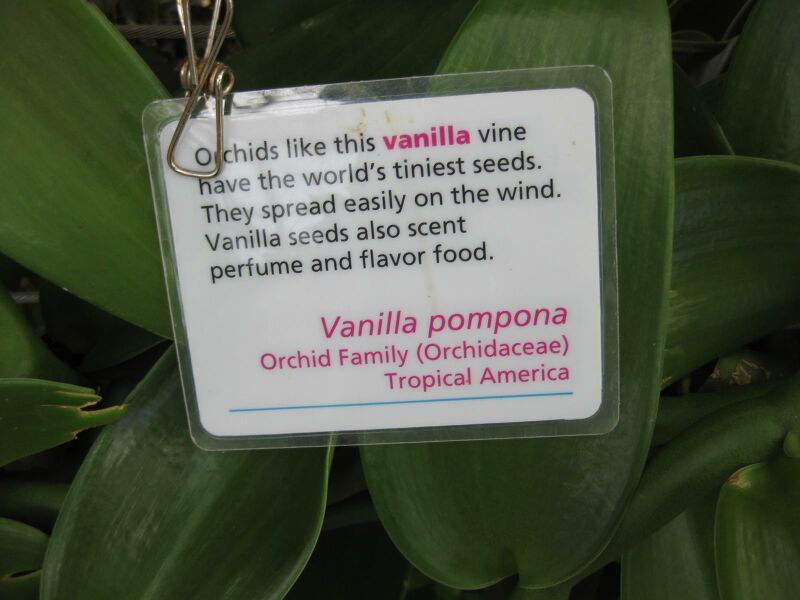 Orchids like this vanilla vine
have the world's tiniest seeds.
They spread easily on the wind.
Vanilla seeds also scent
perfume and flavor food.
Vanilla pompona
Orchid Family (Orchidaceae)
Tropical America